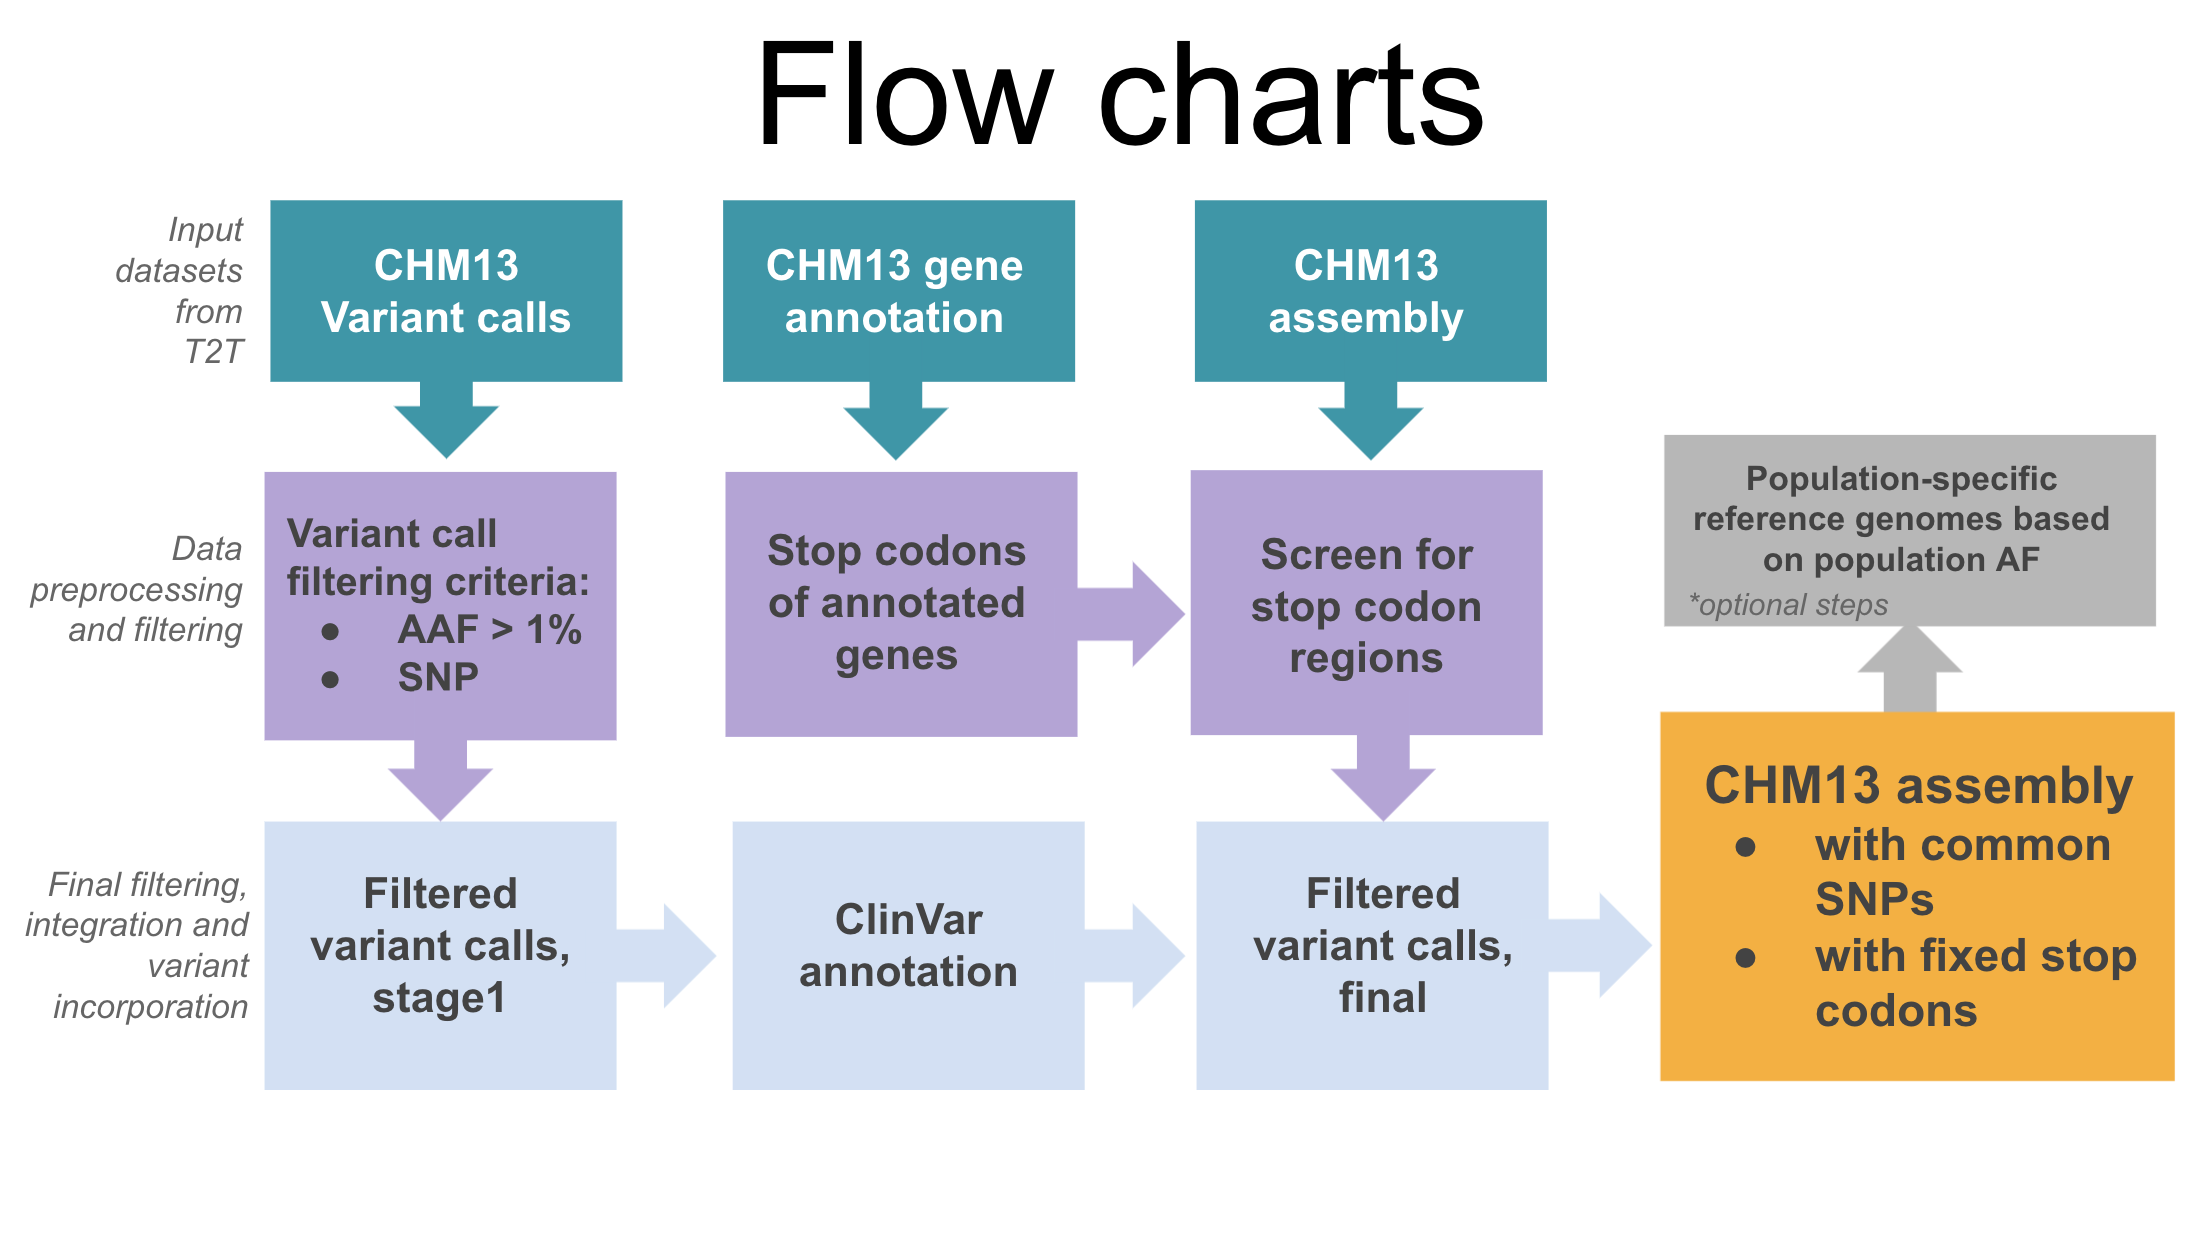 Flow charts
Input
datasets
from
T2T
CHM13
Variant calls
CHM13 gene
annotation
CHM13
assembly
Data
preprocessing
and filtering
Variant call
filtering criteria:
● AAF > 1%
● SNP
Stop codons
of annotated
genes
Screen for
stop codon
regions
Population-specific
reference genomes based
on population AF
*optional steps
Final filtering,
integration and
variant
incorporation
Filtered
variant calls,
stage1
ClinVar
annotation
Filtered
variant calls,
final
CHM13 assembly
● with common
SNPs
● with fixed stop
codons